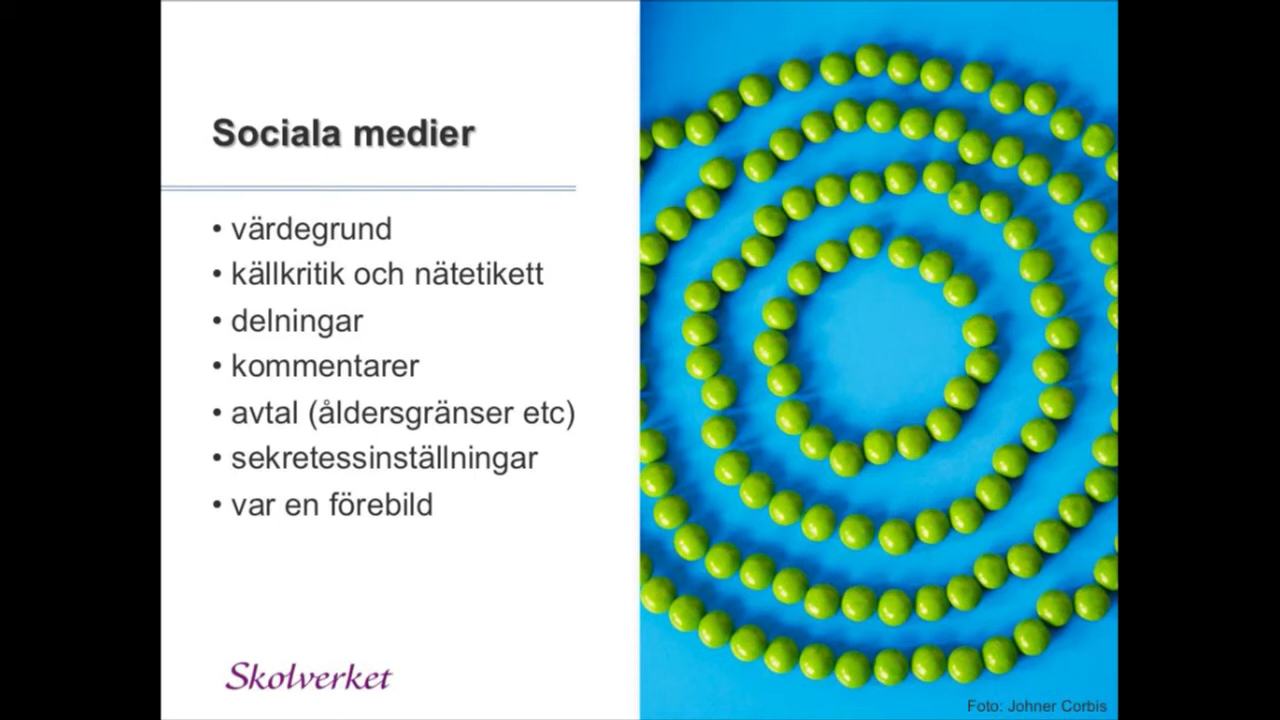 Sociala medier
• värdegrund
• källkritik och nätetikett
• delningar
• kommentarer
• avtal (åldersgränser etc)
• sekretessinställningar
• var en förebild
Skolverket
Foto: Johner Corbis